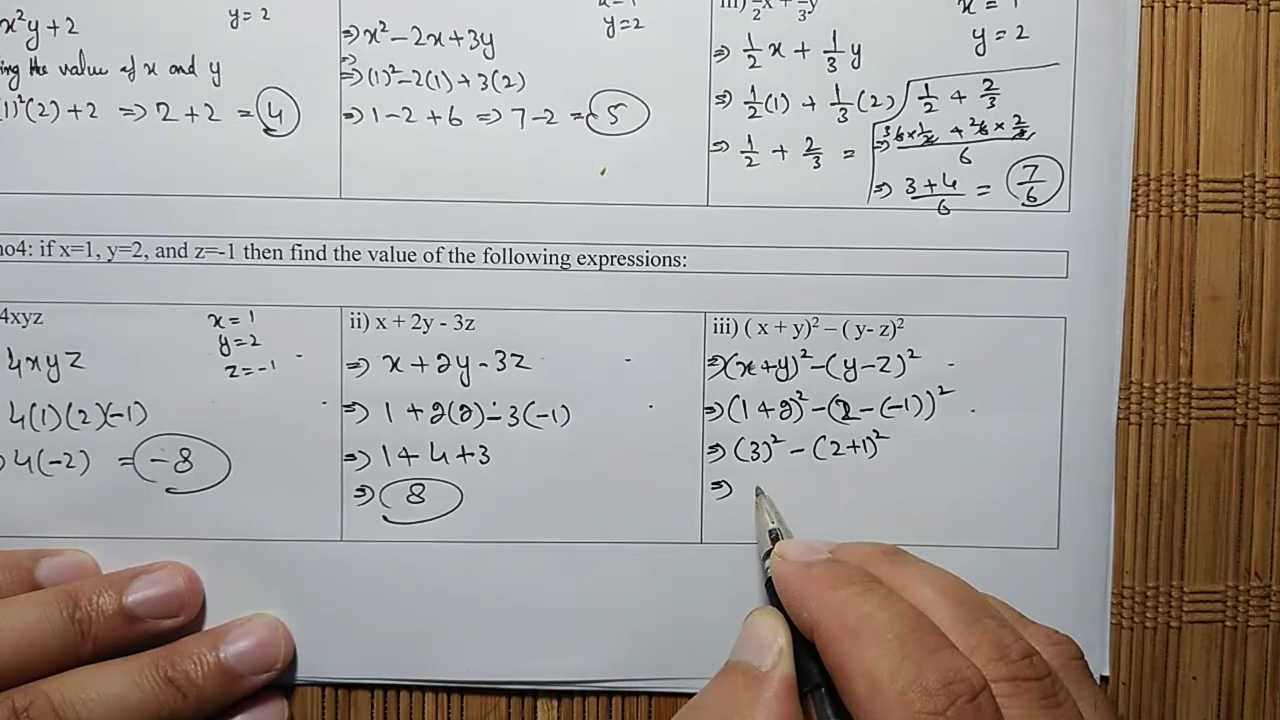 x²y + 2
y = 2
ing the value of x and y
1)²(2) + 2 ⇒ 2 + 2 = 4
y = 2
⇒ x² - 2x + 3y
⇒
⇒ (1)² - 2(1) + 3(2)
⇒ 1 - 2 + 6 ⇒ 7 - 2 = 5
y = 2
⇒ 1/2 x + 1/3 y
⇒ 1/2 (1) + 1/3 (2)
⇒ 1/2 + 2/3 =
1/2 + 2/3
⇒ 3+4/6 = 7/6
no4: if x=1, y=2, and z=-1 then find the value of the following expressions:
4xyz
x = 1
y = 2
z = -1
4xyz
4(1)(2)(-1)
4(-2) = -8
ii) x + 2y - 3z
⇒ x + 2y - 3z
⇒ 1 + 2(2) - 3(-1)
⇒ 1 + 4 + 3
⇒ 8
iii) ( x + y)² – ( y- z)²
⇒ (x+y)² - (y-z)²
⇒ (1+2)² - (2-(-1))²
⇒ (3)² - (2+1)²
⇒